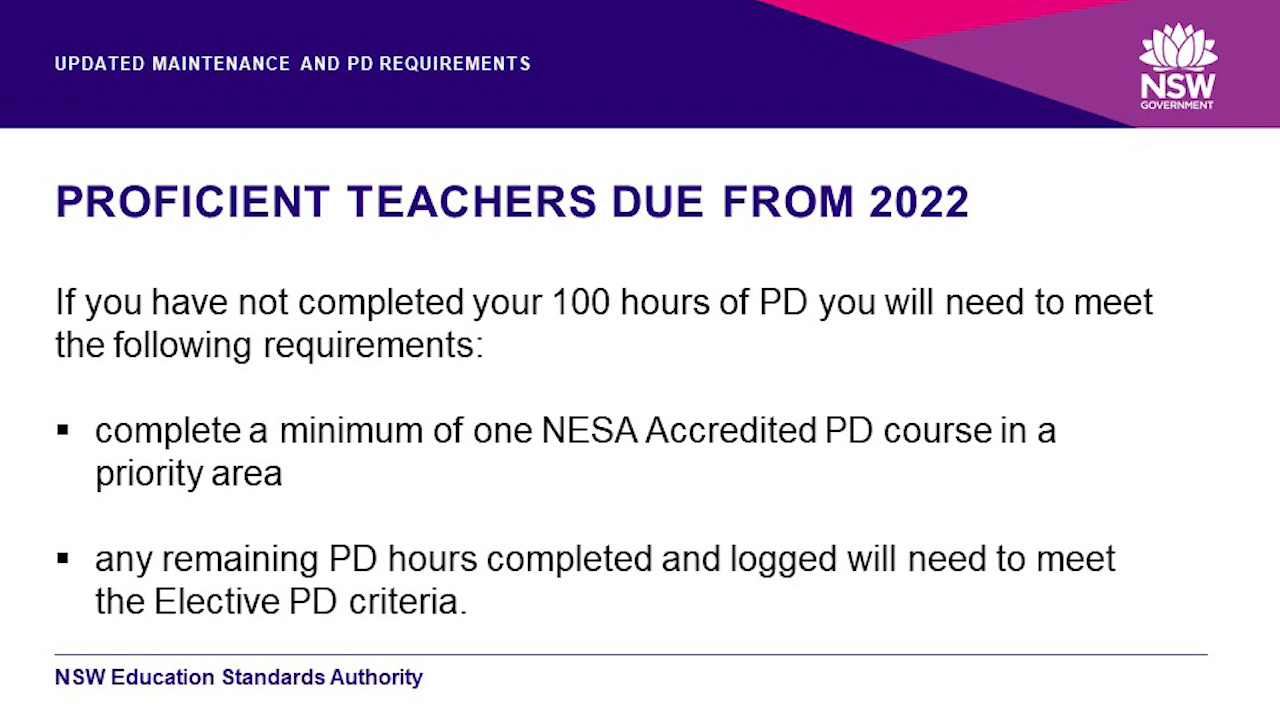 UPDATED MAINTENANCE AND PD REQUIREMENTS
NSW
GOVERNMENT
PROFICIENT TEACHERS DUE FROM 2022
If you have not completed your 100 hours of PD you will need to meet
the following requirements:
▪ complete a minimum of one NESA Accredited PD course in a
priority area
▪ any remaining PD hours completed and logged will need to meet
the Elective PD criteria.
NSW Education Standards Authority